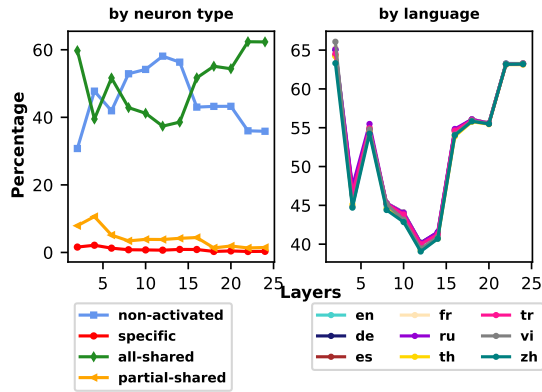 by neuron type
by language
Percentage
60
40
20
0
65
60
55
50
45
40
5 10 15 20 25
5 10 15 20 25
Layers
non-activated
specific
all-shared
partial-shared
en fr tr
de ru vi
es th zh